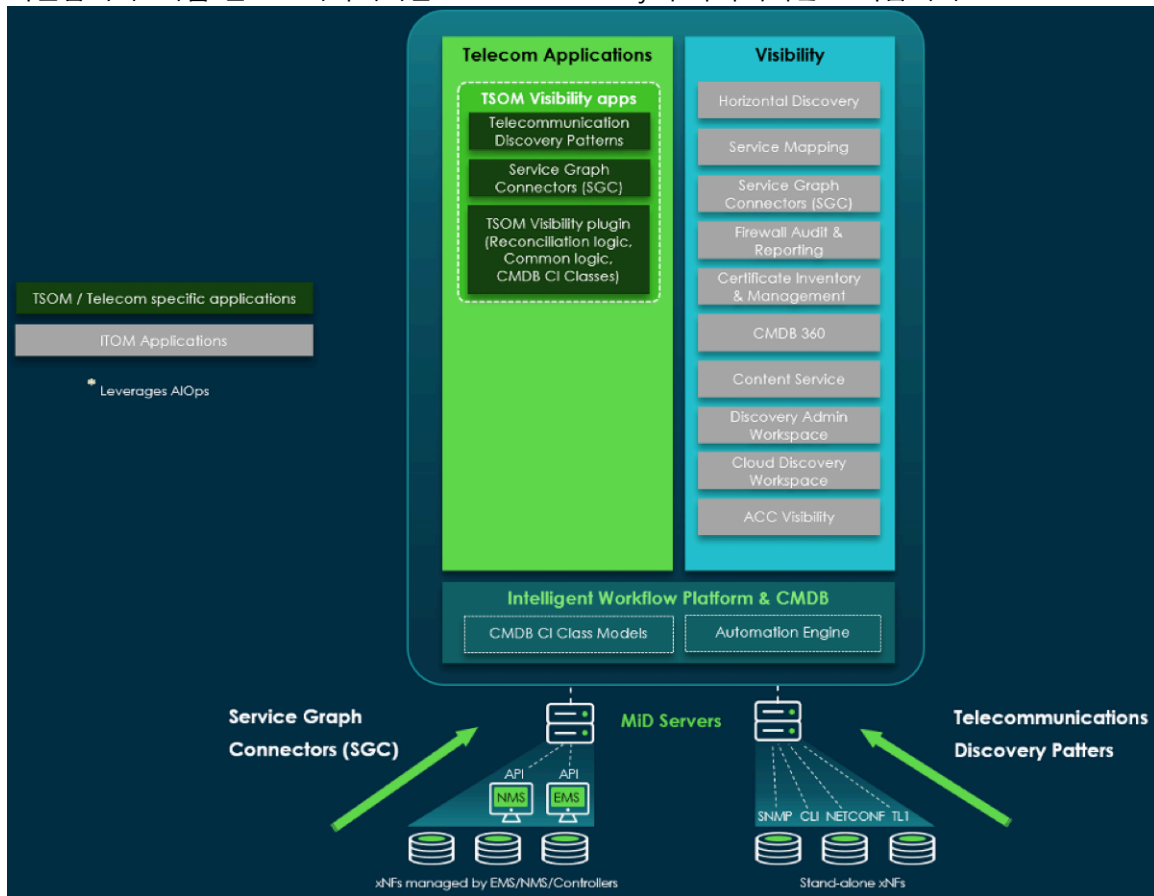 Telecom Applications
TSOM Visibility apps
Telecommunication
Discovery Patterns
Service Graph
Connectors (SGC)
TSOM Visibility plugin
(Reconciliation logic,
Common logic,
CMDB CI Classes)
Visibility
Horizontal Discovery
Service Mapping
Service Graph
Connectors (SGC)
Firewall Audit &
Reporting
Certificate Inventory
& Management
CMDB 360
Content Service
Discovery Admin
Workspace
Cloud Discovery
Workspace
ACC Visibility
TSOM / Telecom specific applications
ITOM Applications
* Leverages AIOps
Intelligent Workflow Platform & CMDB
CMDB CI Class Models
Automation Engine
Service Graph
Connectors (SGC)
MiD Servers
Telecommunications
Discovery Patters
API API
NMS EMS
SNMP CLI NETCONF TL1
xNFs managed by EMS/NMS/Controllers
Stand-alone xNFs